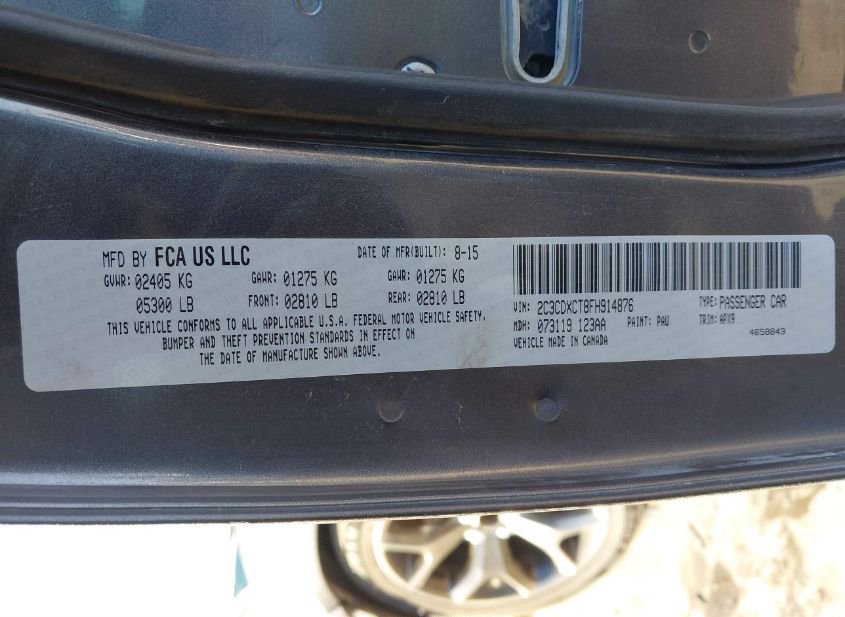 MFD BY FCA US LLC DATE OF MFR(BUILT): 8-15
GVWR: 02405 KG GAWR: 01275 KG GAWR: 01275 KG
05300 LB FRONT: 02810 LB REAR: 02810 LB
THIS VEHICLE CONFORMS TO ALL APPLICABLE U.S.A. FEDERAL MOTOR VEHICLE SAFETY,
BUMPER AND THEFT PREVENTION STANDARDS IN EFFECT ON
THE DATE OF MANUFACTURE SHOWN ABOVE.
VIN: 2C3CDXCT8FH914876 TYPE: PASSENGER CAR
MDH: 073119 123AA PAINT: PAU TRIM: APX9
VEHICLE MADE IN CANADA 4658843